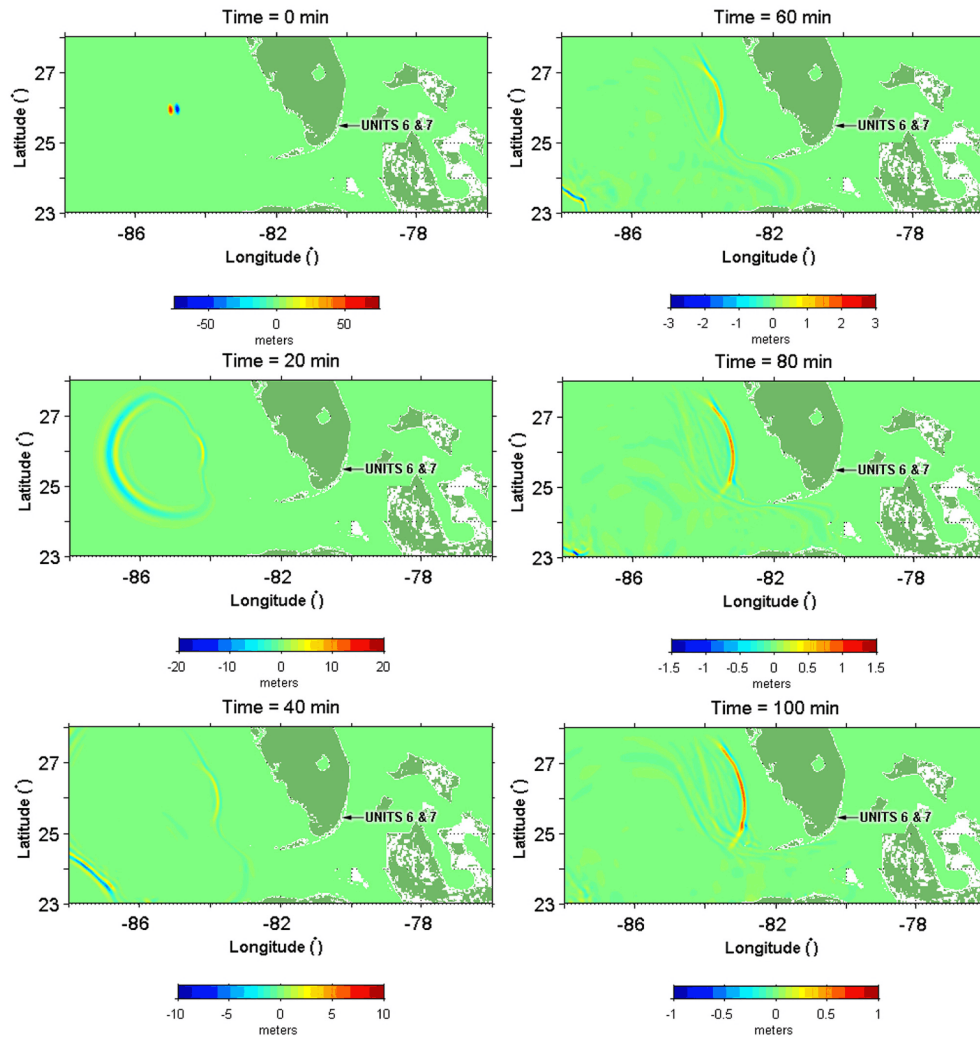 Time = 0 min
27
25
23
Latitude (°)
UNITS 6 & 7
-86 -82 -78
Longitude (°)
-50 0 50
meters
Time = 60 min
27
25
23
Latitude (°)
UNITS 6 & 7
-86 -82 -78
Longitude (°)
-3 -2 -1 0 1 2 3
meters
Time = 20 min
27
25
23
Latitude (°)
UNITS 6 & 7
-86 -82 -78
Longitude (°)
-20 -10 0 10 20
meters
Time = 80 min
27
25
23
Latitude (°)
UNITS 6 & 7
-86 -82 -78
Longitude (°)
-1.5 -1 -0.5 0 0.5 1 1.5
meters
Time = 40 min
27
25
23
Latitude (°)
UNITS 6 & 7
-86 -82 -78
Longitude (°)
-10 -5 0 5 10
meters
Time = 100 min
27
25
23
Latitude (°)
UNITS 6 & 7
-86 -82 -78
Longitude (°)
-1 -0.5 0 0.5 1
meters